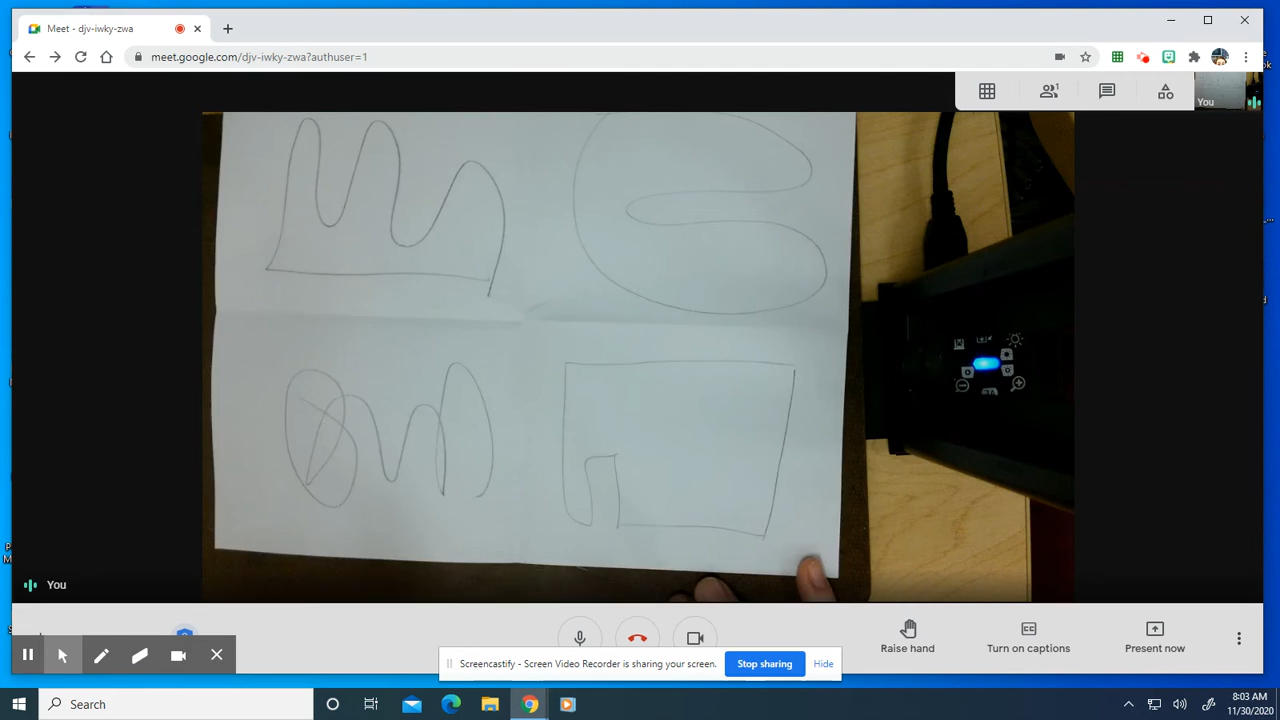 Meet - djv-iwky-zwa
meet.google.com/djv-iwky-zwa?authuser=1
1
You
You
Raise hand
Turn on captions
Present now
Screencastify - Screen Video Recorder is sharing your screen.
Stop sharing
Hide
Search
8:03 AM
11/30/2020